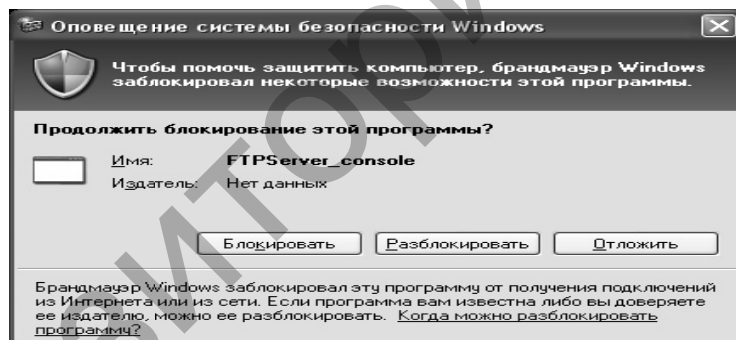 Оповещение системы безопасности Windows
Чтобы помочь защитить компьютер, брандмауэр Windows
заблокировал некоторые возможности этой программы.
Продолжить блокирование этой программы?
Имя: FTPServer_console
Издатель: Нет данных
Блокировать Разблокировать Отложить
Брандмауэр Windows заблокировал эту программу от получения подключений
из Интернета или из сети. Если программа вам известна либо вы доверяете
ее издателю, можно ее разблокировать. Когда можно разблокировать
программу?